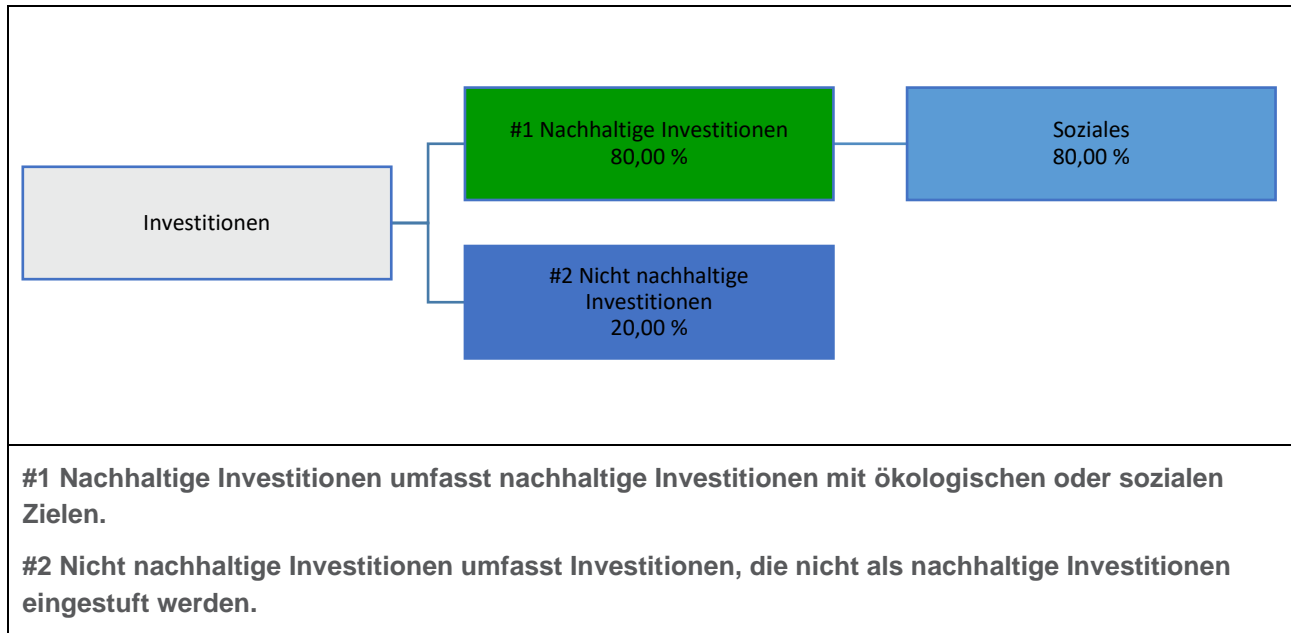 #1 Nachhaltige Investitionen
80,00 %
Soziales
80,00 %
Investitionen
#2 Nicht nachhaltige
Investitionen
20,00 %
#1 Nachhaltige Investitionen umfasst nachhaltige Investitionen mit ökologischen oder sozialen
Zielen.
#2 Nicht nachhaltige Investitionen umfasst Investitionen, die nicht als nachhaltige Investitionen
eingestuft werden.